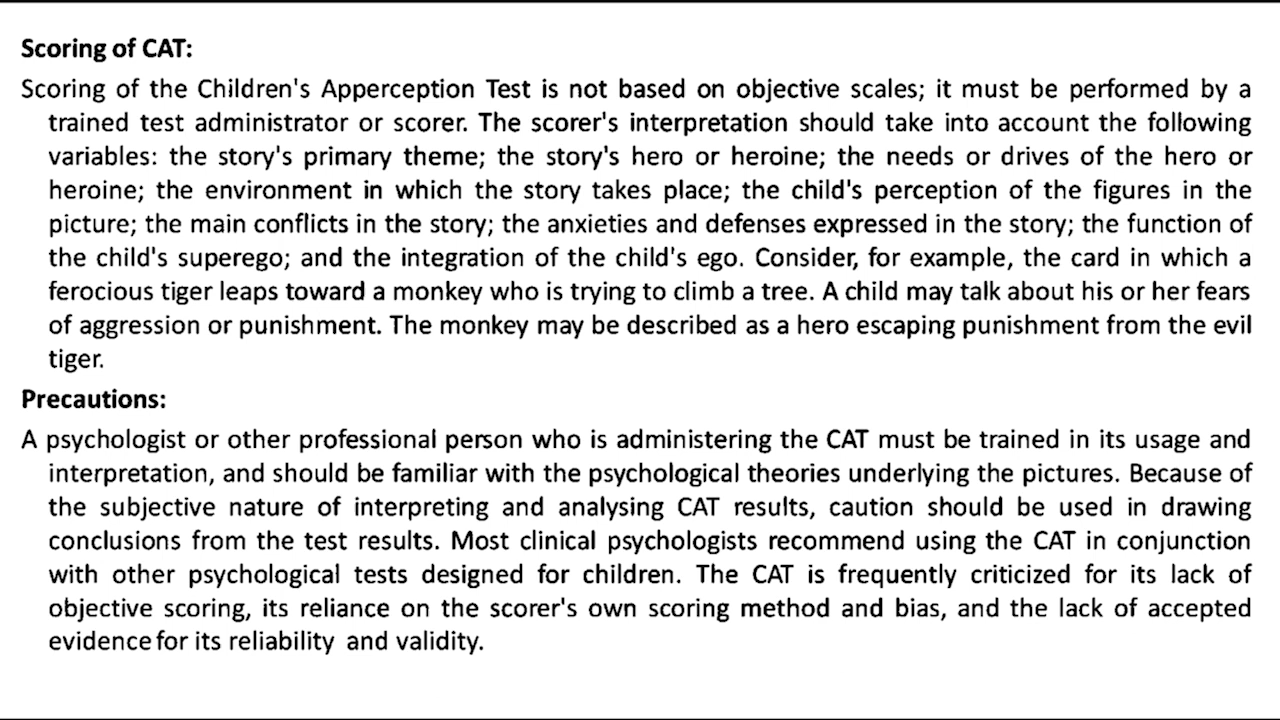 Scoring of CAT:
Scoring of the Children's Apperception Test is not based on objective scales; it must be performed by a
trained test administrator or scorer. The scorer's interpretation should take into account the following
variables: the story's primary theme; the story's hero or heroine; the needs or drives of the hero or
heroine; the environment in which the story takes place; the child's perception of the figures in the
picture; the main conflicts in the story; the anxieties and defenses expressed in the story; the function of
the child's superego; and the integration of the child's ego. Consider, for example, the card in which a
ferocious tiger leaps toward a monkey who is trying to climb a tree. A child may talk about his or her fears
of aggression or punishment. The monkey may be described as a hero escaping punishment from the evil
tiger.
Precautions:
A psychologist or other professional person who is administering the CAT must be trained in its usage and
interpretation, and should be familiar with the psychological theories underlying the pictures. Because of
the subjective nature of interpreting and analysing CAT results, caution should be used in drawing
conclusions from the test results. Most clinical psychologists recommend using the CAT in conjunction
with other psychological tests designed for children. The CAT is frequently criticized for its lack of
objective scoring, its reliance on the scorer's own scoring method and bias, and the lack of accepted
evidence for its reliability and validity.